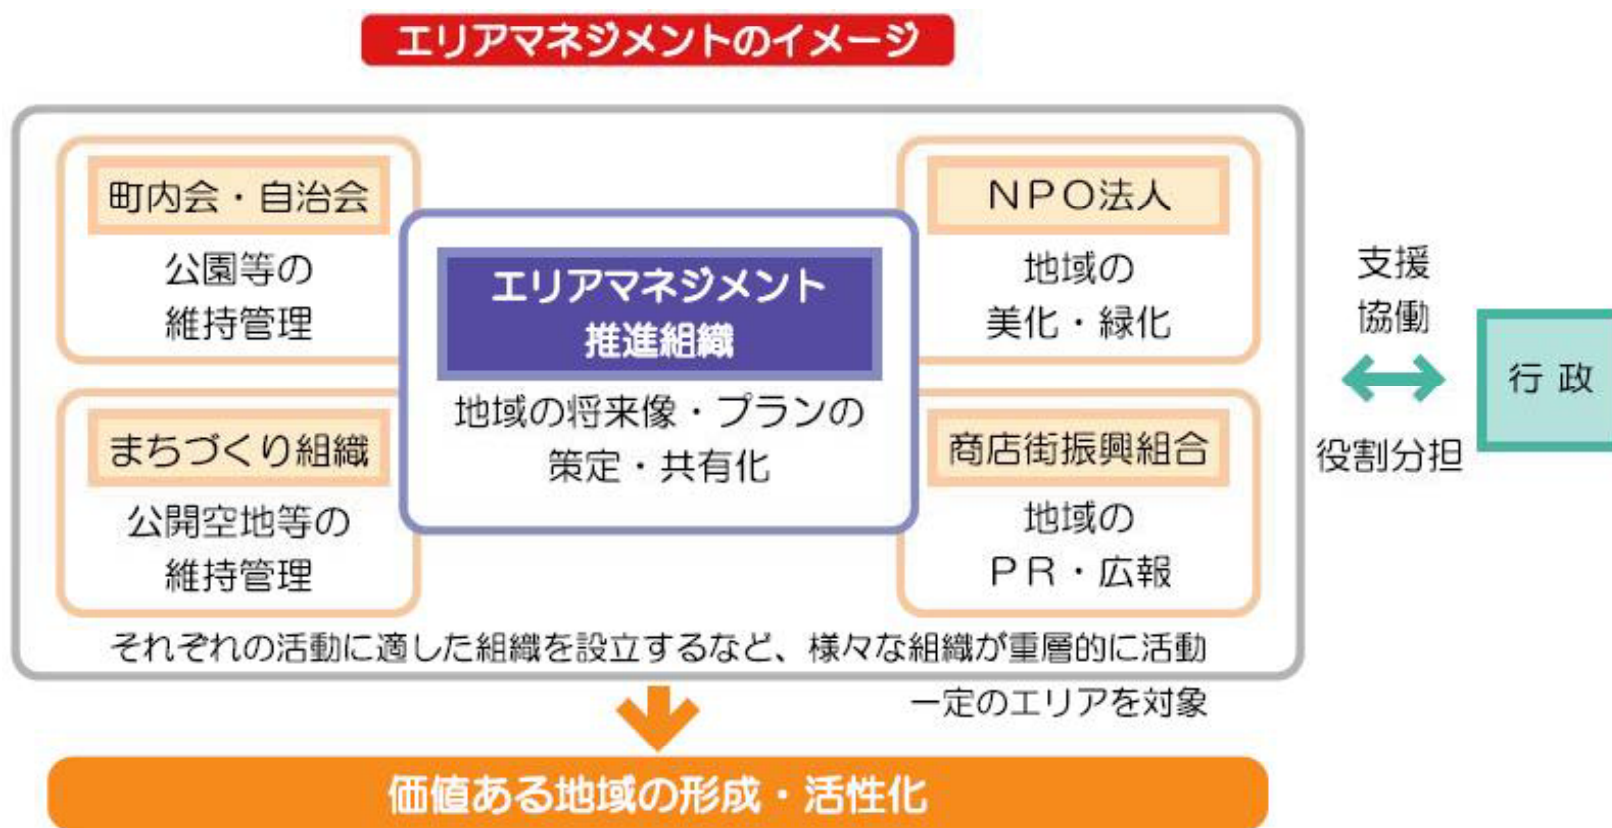 エリアマネジメントのイメージ
町内会・自治会
公園等の
維持管理
NPO法人
地域の
美化・緑化
エリアマネジメント
推進組織
地域の将来像・プランの
策定・共有化
まちづくり組織
公開空地等の
維持管理
商店街振興組合
地域の
PR・広報
それぞれの活動に適した組織を設立するなど、様々な組織が重層的に活動
一定のエリアを対象
支援
協働
役割分担
行政
価値ある地域の形成・活性化